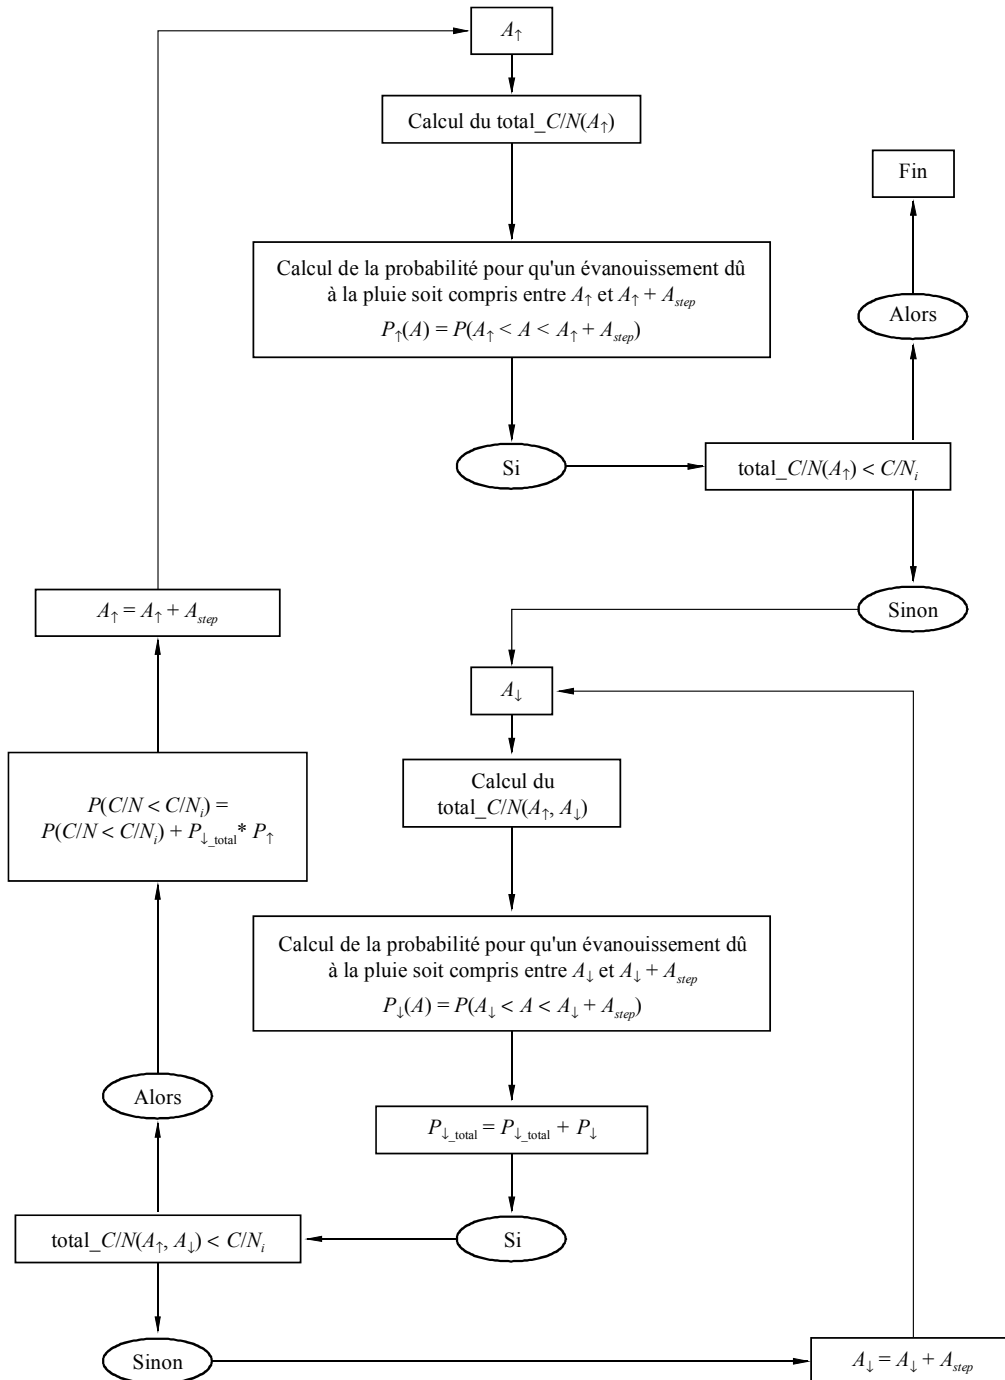 A↑
Calcul du total_C/N(A↑)
Calcul de la probabilité pour qu'un évanouissement dû
à la pluie soit compris entre A↑ et A↑ + Astep
P↑(A) = P(A↑ < A < A↑ + Astep)
Si
total_C/N(A↑) < C/Ni
Alors
Fin
Sinon
A↓
Calcul du
total_C/N(A↑, A↓)
Calcul de la probabilité pour qu'un évanouissement dû
à la pluie soit compris entre A↓ et A↓ + Astep
P↓(A) = P(A↓ < A < A↓ + Astep)
P↓_total = P↓_total + P↓
Si
total_C/N(A↑, A↓) < C/Ni
Alors
P(C/N < C/Ni) =
P(C/N < C/Ni) + P↓_total* P↑
A↑ = A↑ + Astep
Sinon
A↓ = A↓ + Astep